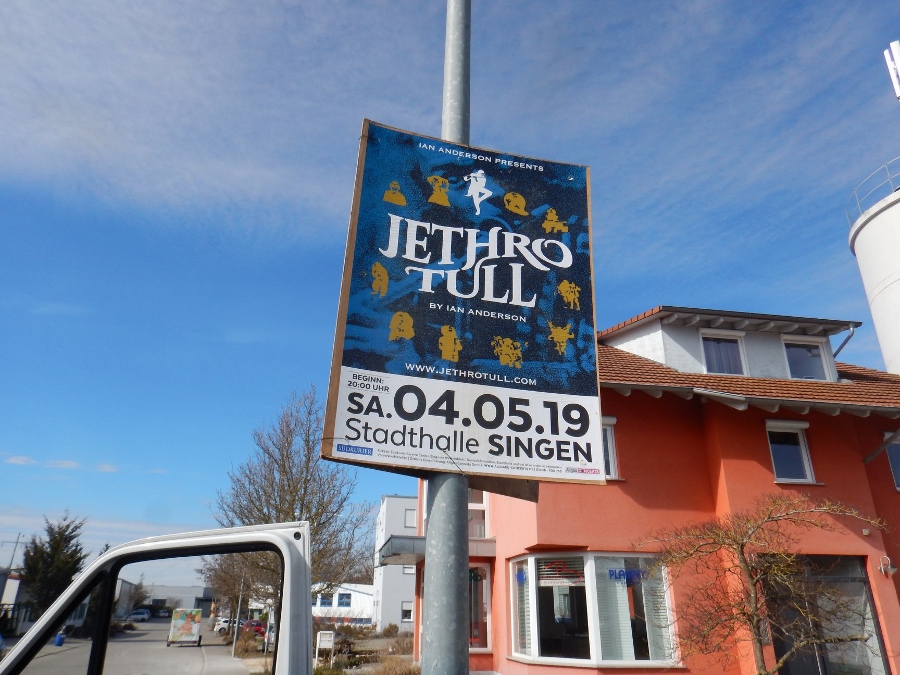 IAN ANDERSON PRESENTS
JETHRO
TULL
BY IAN ANDERSON
WWW.JETHROTULL.COM
BEGINN:
20:00 UHR
SA. 04.05.19
Stadthalle SINGEN
SÜDKURIER